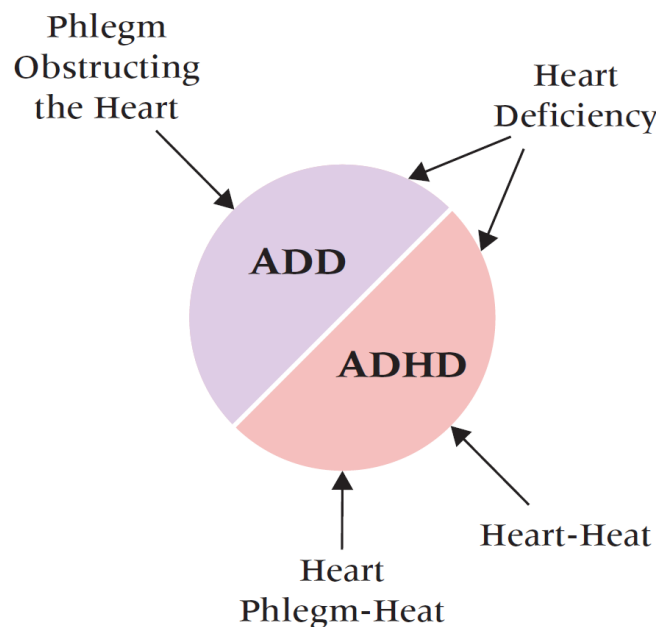 Phlegm
Obstructing
the Heart
Heart
Deficiency
ADD
ADHD
Heart-Heat
Heart
Phlegm-Heat